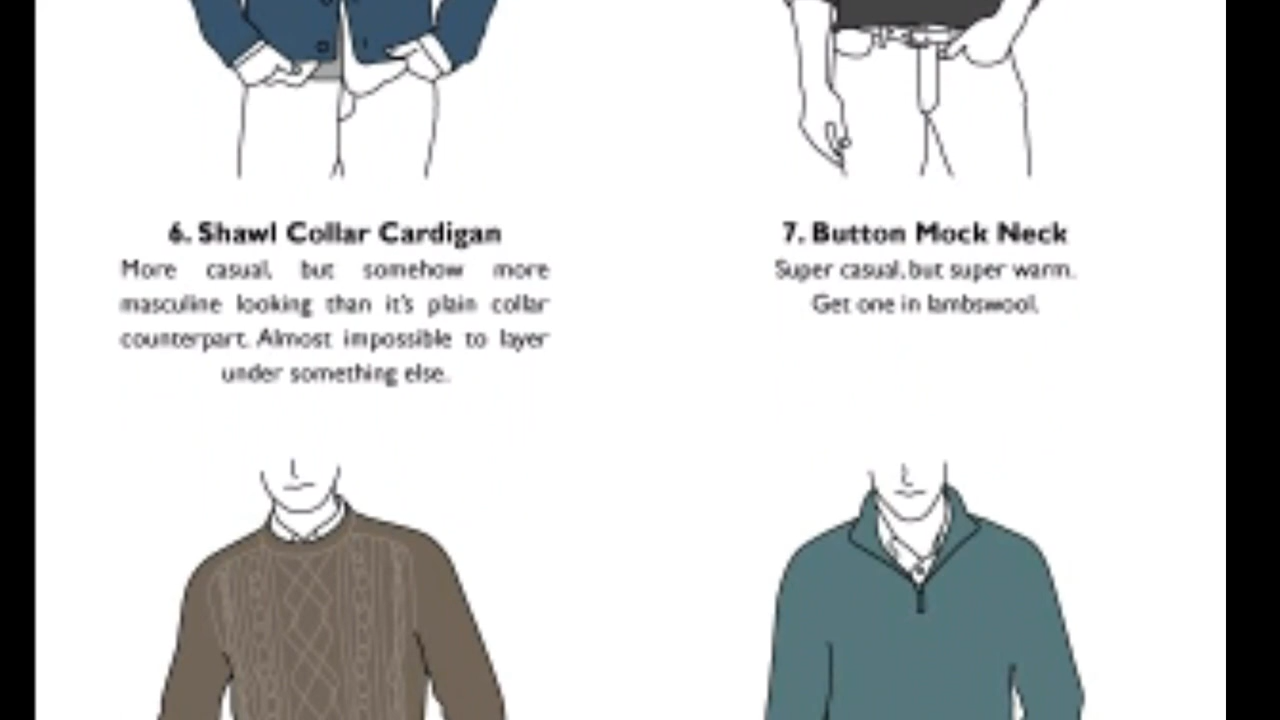 6. Shawl Collar Cardigan
More casual, but somehow more
masculine looking than it's plain collar
counterpart. Almost impossible to layer
under something else.
7. Button Mock Neck
Super casual, but super warm.
Get one in lambswool.